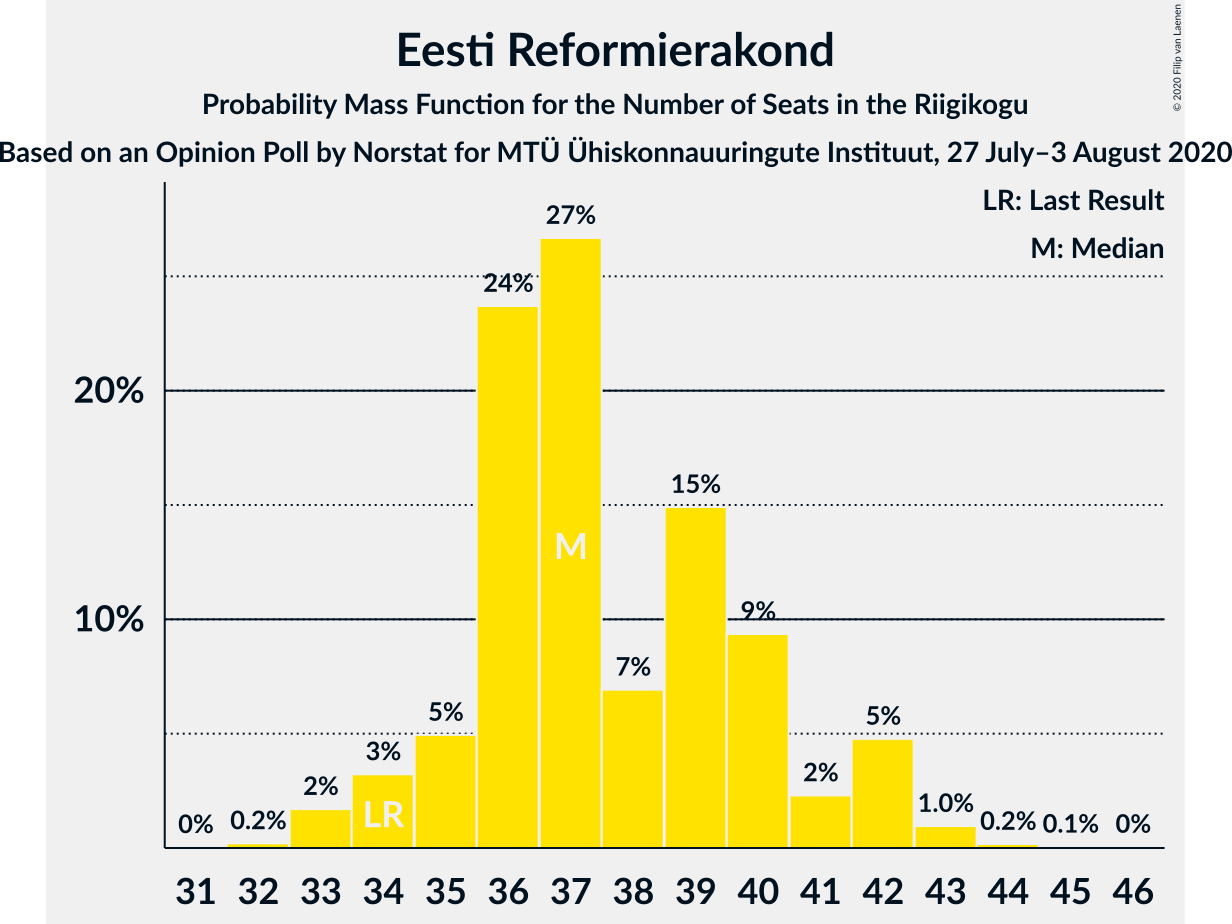 Eesti Reformierakond
Probability Mass Function for the Number of Seats in the Riigikogu
Based on an Opinion Poll by Norstat for MTÜ Ühiskonnauuringute Instituut, 27 July–3 August 2020
© 2020 Filip van Laenen
LR: Last Result
M: Median
27%
24%
20%
15%
M
10%
9%
7%
5%
5%
3%
2%
2%
LR
0%
0.2%
1.0%
0.2%
0.1%
0%
31 32 33 34 35 36 37 38 39 40 41 42 43 44 45 46